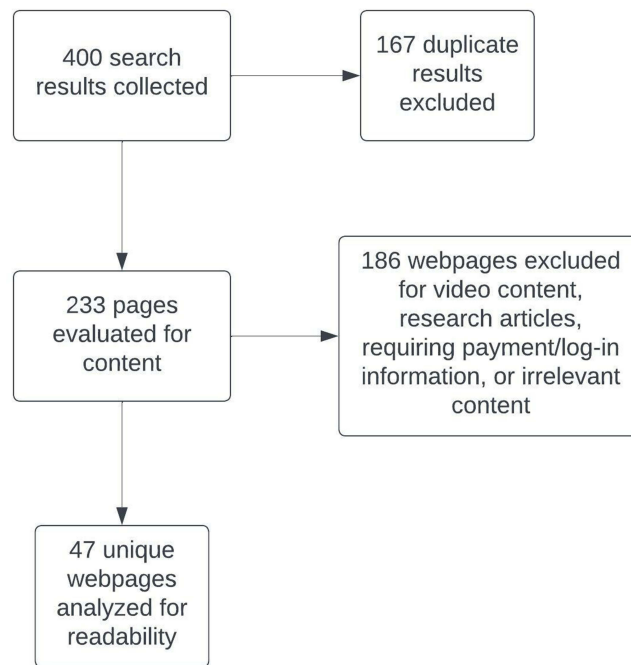 400 search
results collected
167 duplicate
results
excluded
233 pages
evaluated for
content
186 webpages excluded
for video content,
research articles,
requiring payment/log-in
information, or irrelevant
content
47 unique
webpages
analyzed for
readability